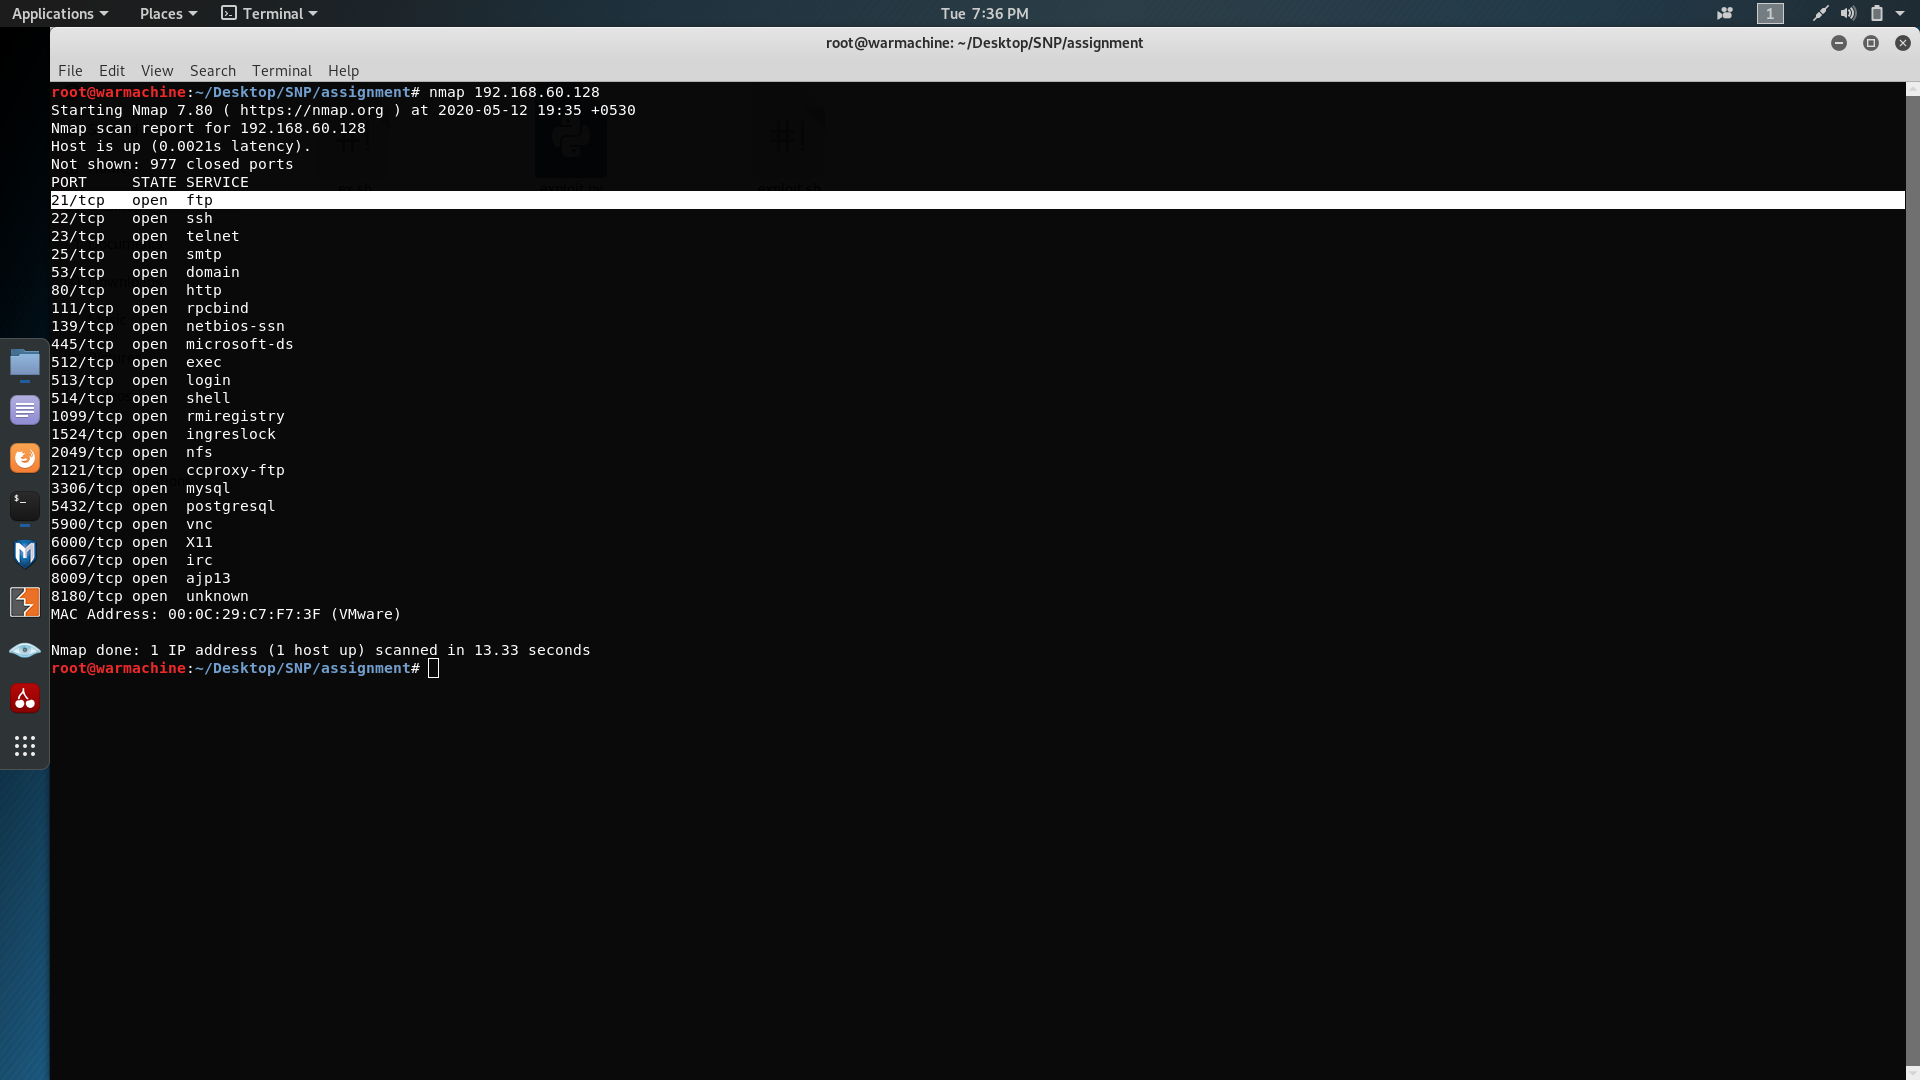 Applications Places Terminal Tue 7:36 PM 1
root@warmachine: ~/Desktop/SNP/assignment
File Edit View Search Terminal Help
root@warmachine:~/Desktop/SNP/assignment# nmap 192.168.60.128
Starting Nmap 7.80 ( https://nmap.org ) at 2020-05-12 19:35 +0530
Nmap scan report for 192.168.60.128
Host is up (0.0021s latency).
Not shown: 977 closed ports
PORT     STATE SERVICE
21/tcp   open  ftp
22/tcp   open  ssh
23/tcp   open  telnet
25/tcp   open  smtp
53/tcp   open  domain
80/tcp   open  http
111/tcp  open  rpcbind
139/tcp  open  netbios-ssn
445/tcp  open  microsoft-ds
512/tcp  open  exec
513/tcp  open  login
514/tcp  open  shell
1099/tcp open  rmiregistry
1524/tcp open  ingreslock
2049/tcp open  nfs
2121/tcp open  ccproxy-ftp
3306/tcp open  mysql
5432/tcp open  postgresql
5900/tcp open  vnc
6000/tcp open  X11
6667/tcp open  irc
8009/tcp open  ajp13
8180/tcp open  unknown
MAC Address: 00:0C:29:C7:F7:3F (VMware)
Nmap done: 1 IP address (1 host up) scanned in 13.33 seconds
root@warmachine:~/Desktop/SNP/assignment#